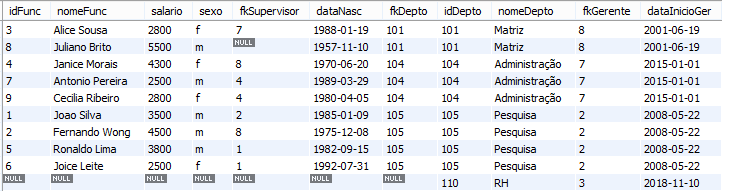 idFunc nomeFunc salario sexo fkSupervisor dataNasc fkDepto idDepto nomeDepto fkGerente dataInicioGer
3 Alice Sousa 2800 f 7 1988-01-19 101 101 Matriz 8 2001-06-19
8 Juliano Brito 5500 m NULL 1957-11-10 101 101 Matriz 8 2001-06-19
4 Janice Morais 4300 f 8 1970-06-20 104 104 Administração 7 2015-01-01
7 Antonio Pereira 2500 m 4 1989-03-29 104 104 Administração 7 2015-01-01
9 Cecilia Ribeiro 2800 f 4 1980-04-05 104 104 Administração 7 2015-01-01
1 Joao Silva 3500 m 2 1985-01-09 105 105 Pesquisa 2 2008-05-22
2 Fernando Wong 4500 m 8 1975-12-08 105 105 Pesquisa 2 2008-05-22
5 Ronaldo Lima 3800 m 1 1982-09-15 105 105 Pesquisa 2 2008-05-22
6 Joice Leite 2500 f 1 1992-07-31 105 105 Pesquisa 2 2008-05-22
NULL NULL NULL NULL NULL NULL NULL 110 RH 3 2018-11-10